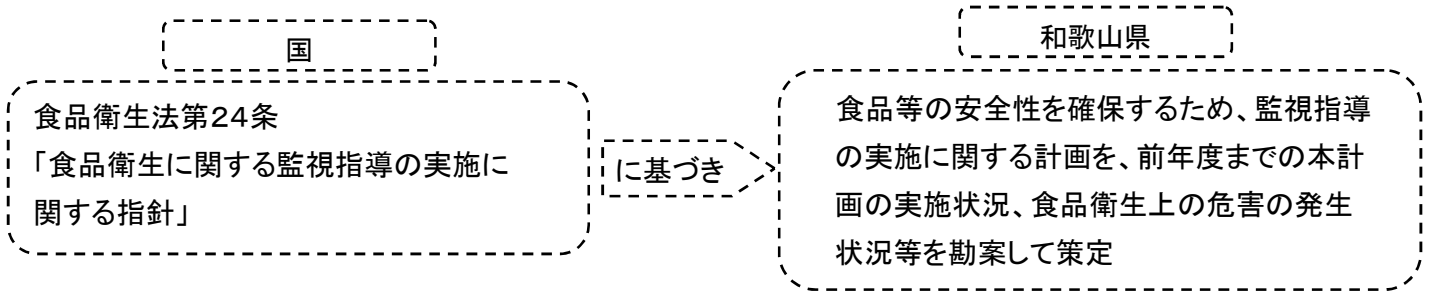 国
食品衛生法第24条
「食品衛生に関する監視指導の実施に
関する指針」
に基づき
和歌山県
食品等の安全性を確保するため、監視指導
の実施に関する計画を、前年度までの本計
画の実施状況、食品衛生上の危害の発生
状況等を勘案して策定